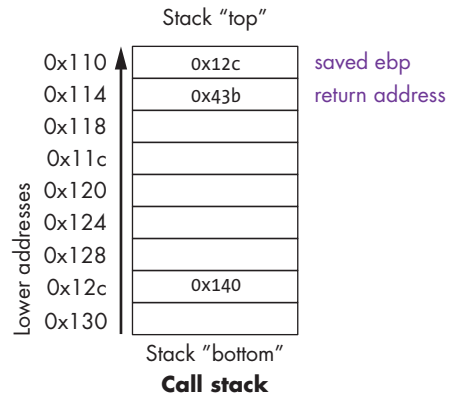 Stack “top”
0x110 0x12c saved ebp
0x114 0x43b return address
0x118
0x11c
0x120
0x124
0x128
0x12c 0x140
0x130
Lower addresses
Stack “bottom”
Call stack